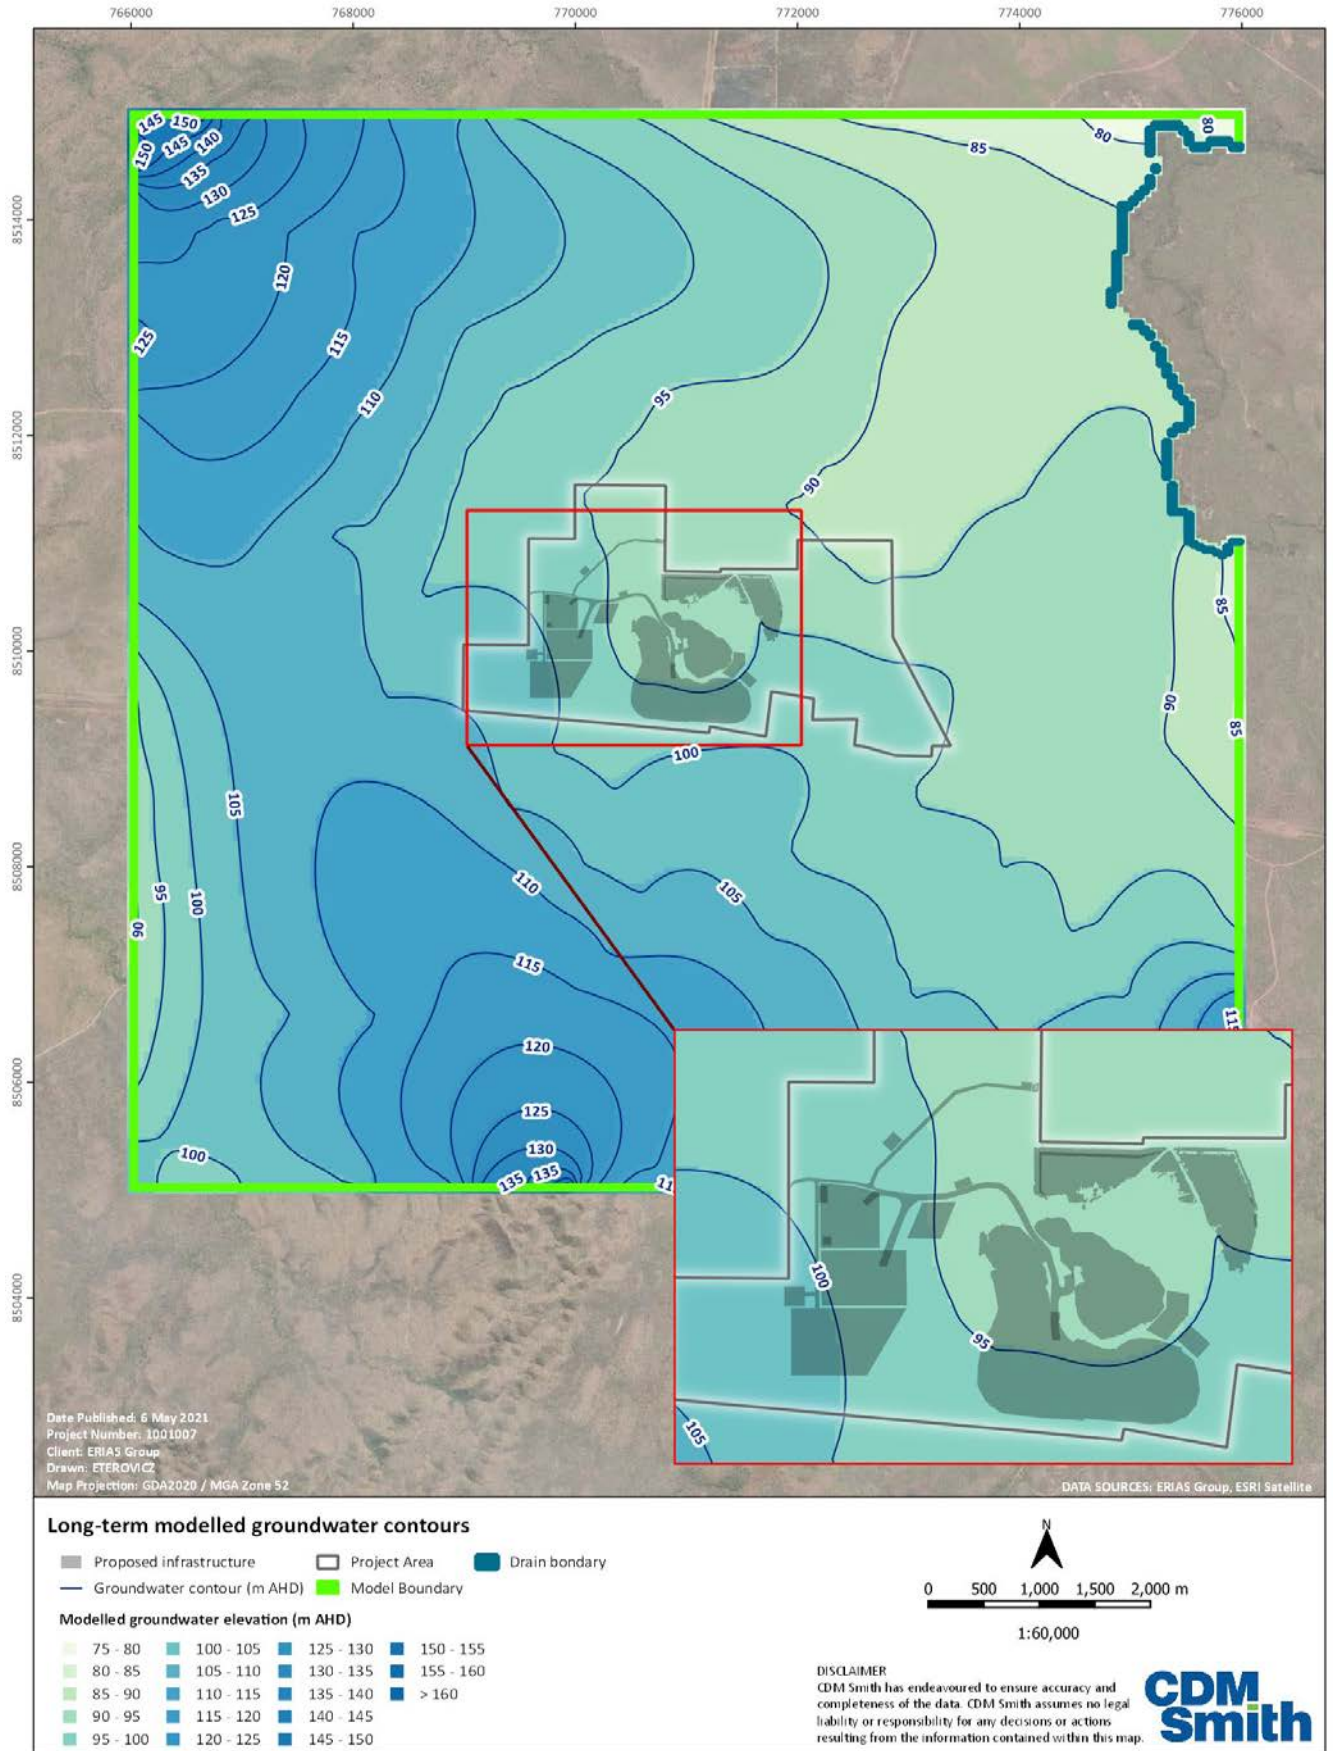 766000 768000 770000 772000 774000 776000
8514000
8512000
8510000
8508000
8506000
8504000
145 150
150 145 140
135
130
125
120
125
115
110
95
85
80
80
90
85
90
85
100
105
95
100
90
110
105
115
120
125
130
135 135
100
11
115
100
95
105
Date Published: 6 May 2021
Project Number: 1001007
Client: ERIAS Group
Drawn: ETEROVICZ
Map Projection: GDA2020 / MGA Zone 52
DATA SOURCES: ERIAS Group, ESRI Satellite
Long-term modelled groundwater contours
Proposed infrastructure Project Area Drain bondary
Groundwater contour (m AHD) Model Boundary
Modelled groundwater elevation (m AHD)
75 - 80 100 - 105 125 - 130 150 - 155
80 - 85 105 - 110 130 - 135 155 - 160
85 - 90 110 - 115 135 - 140 > 160
90 - 95 115 - 120 140 - 145
95 - 100 120 - 125 145 - 150
N
0 500 1,000 1,500 2,000 m
1:60,000
DISCLAIMER
CDM Smith has endeavoured to ensure accuracy and
completeness of the data. CDM Smith assumes no legal
liability or responsibility for any decisions or actions
resulting from the information contained within this map.
CDM
Smith